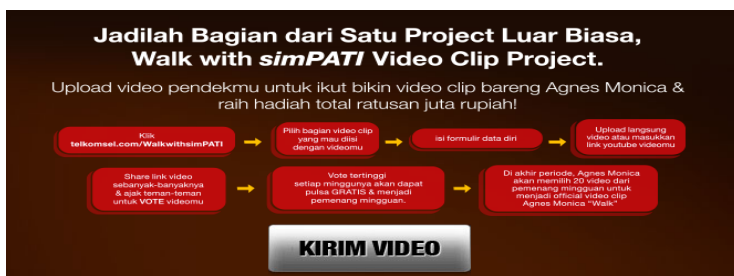 Jadilah Bagian dari Satu Project Luar Biasa,
Walk with simPATI Video Clip Project.
Upload video pendekmu untuk ikut bikin video clip bareng Agnes Monica &
raih hadiah total ratusan juta rupiah!
Klik
telkomsel.com/WalkwithsimPATI
Pilih bagian video clip
yang mau diisi
dengan videomu
isi formulir data diri
Upload langsung
video atau masukkan
link youtube videomu
Share link video
sebanyak-banyaknya
& ajak teman-teman
untuk VOTE videomu
Vote tertinggi
setiap minggunya akan dapat
pulsa GRATIS & menjadi
pemenang mingguan.
Di akhir periode, Agnes Monica
akan memilih 20 video dari
pemenang mingguan untuk
menjadi official video clip
Agnes Monica "Walk"
KIRIM VIDEO